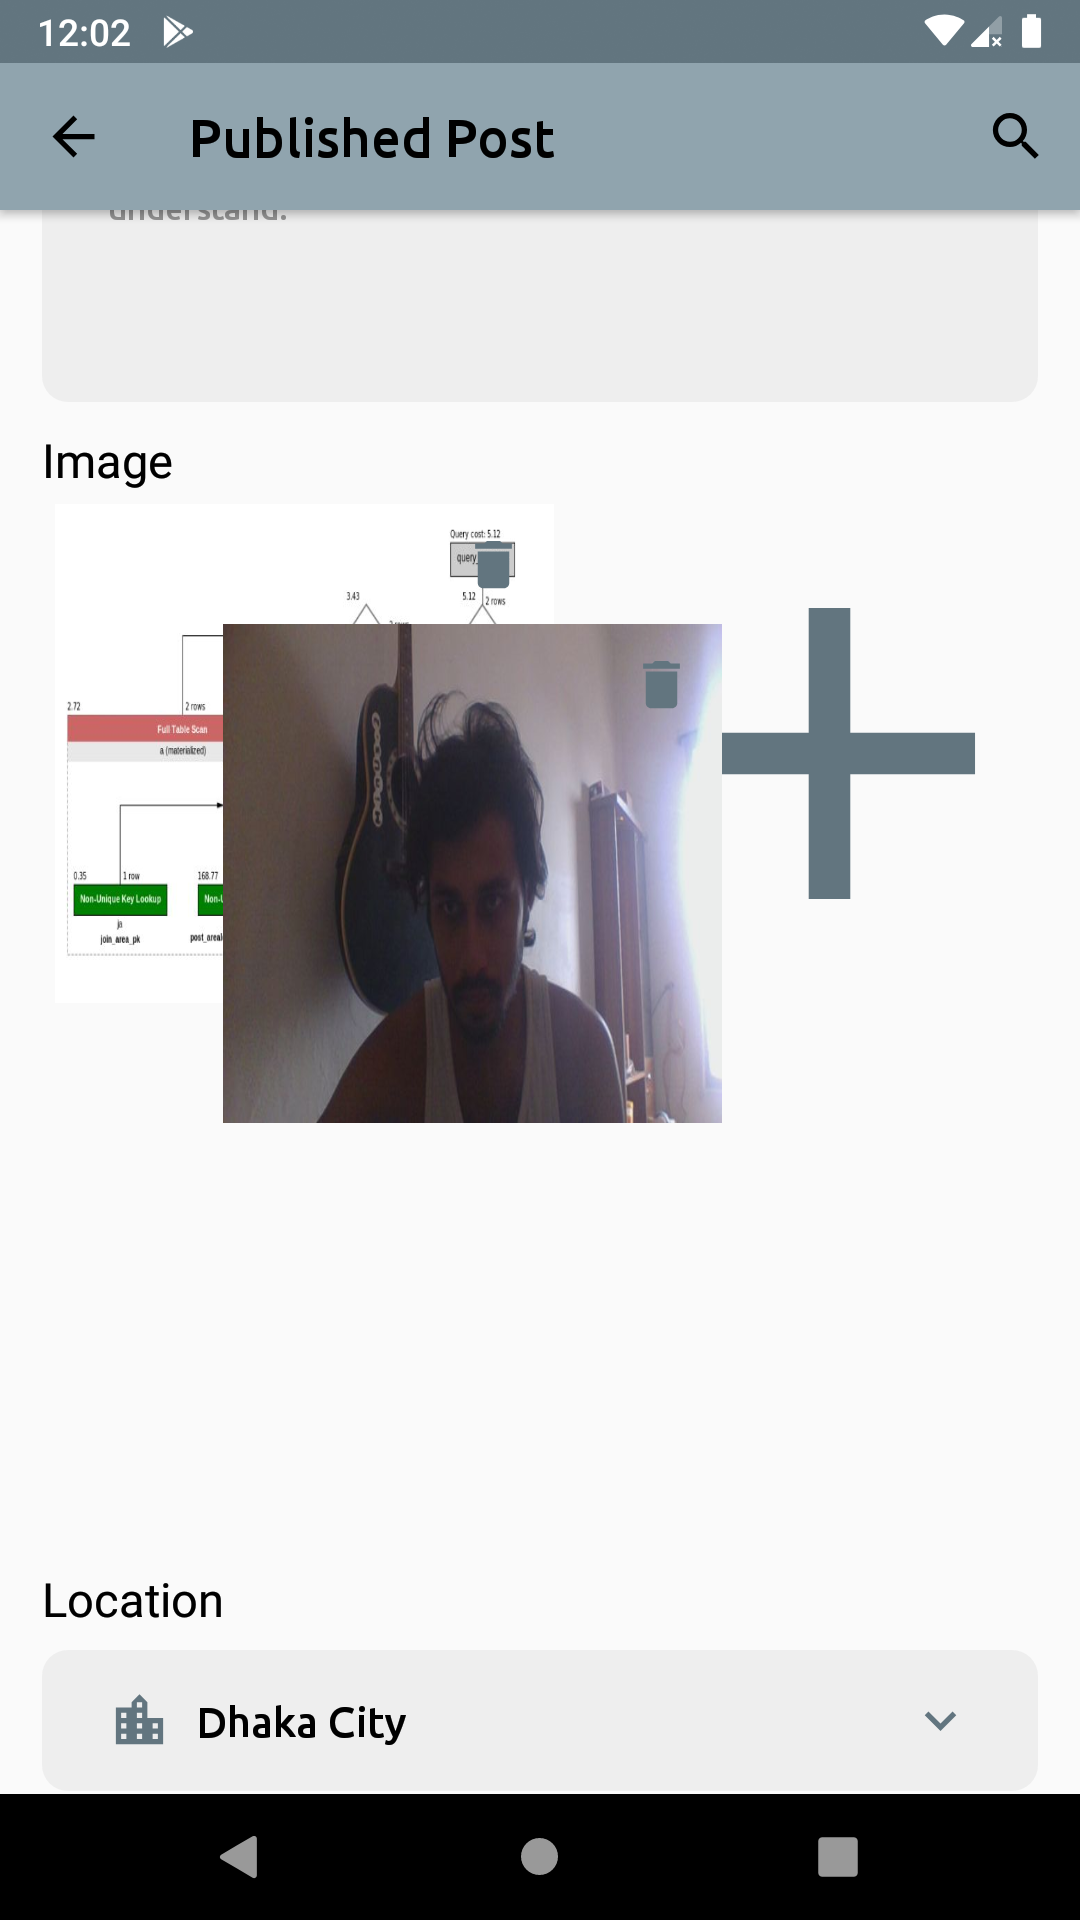 12:02
Published Post
understand.
Image
Query cost: 5.12
query_
3.43
5.12
2 rows
2.72
2 rows
Full Table Scan
a (materialized)
0.35
1 row
168.77
Non-Unique Key Lookup
Non-U
ja
join_area_pk
post_areal
Location
Dhaka City